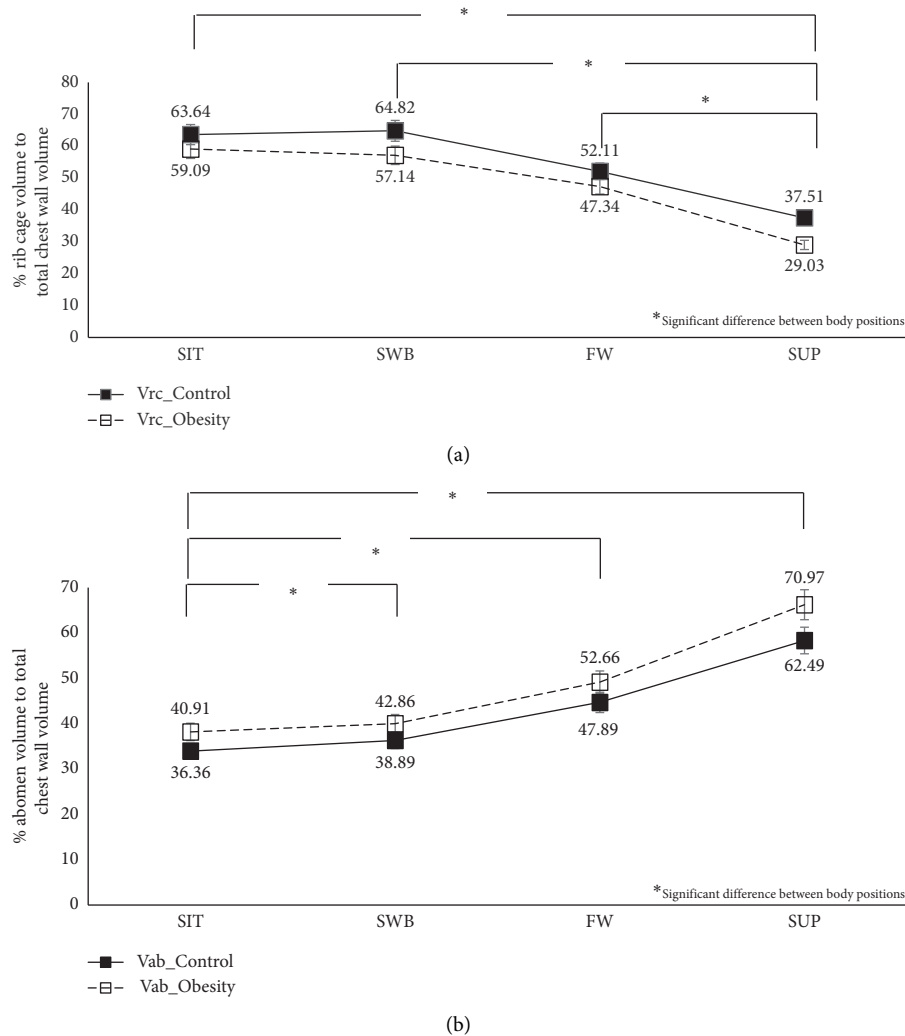 *
*
*
% rib cage volume to
total chest wall volume
80
70
60
50
40
30
20
10
0
63.64
64.82
52.11
37.51
59.09
57.14
47.34
29.03
*Significant difference between body positions
SIT
SWB
FW
SUP
Vrc_Control
Vrc_Obesity
(a)
*
*
*
% abomen volume to total
chest wall volume
70
60
50
40
30
20
10
0
70.97
52.66
42.86
40.91
62.49
47.89
38.89
36.36
*Significant difference between body positions
SIT
SWB
FW
SUP
Vab_Control
Vab_Obesity
(b)